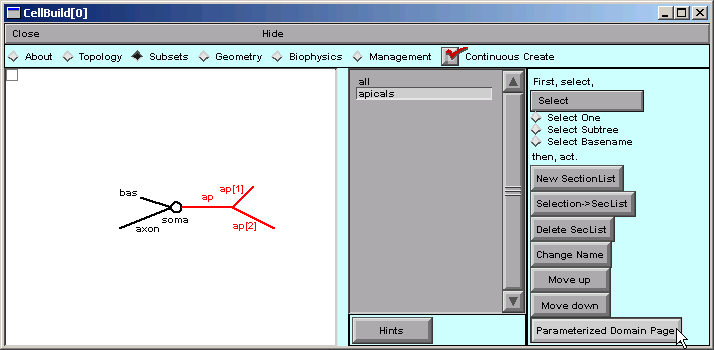 CellBuild[0]
Close Hide
About Topology Subsets Geometry Biophysics Management Continuous Create
all
apicals
First, select,
Select
Select One
Select Subtree
Select Basename
then, act.
New SectionList
Selection->SecList
Delete SecList
Change Name
Move up
Move down
Parameterized Domain Page
bas
ap
ap[1]
soma
axon
ap[2]
Hints